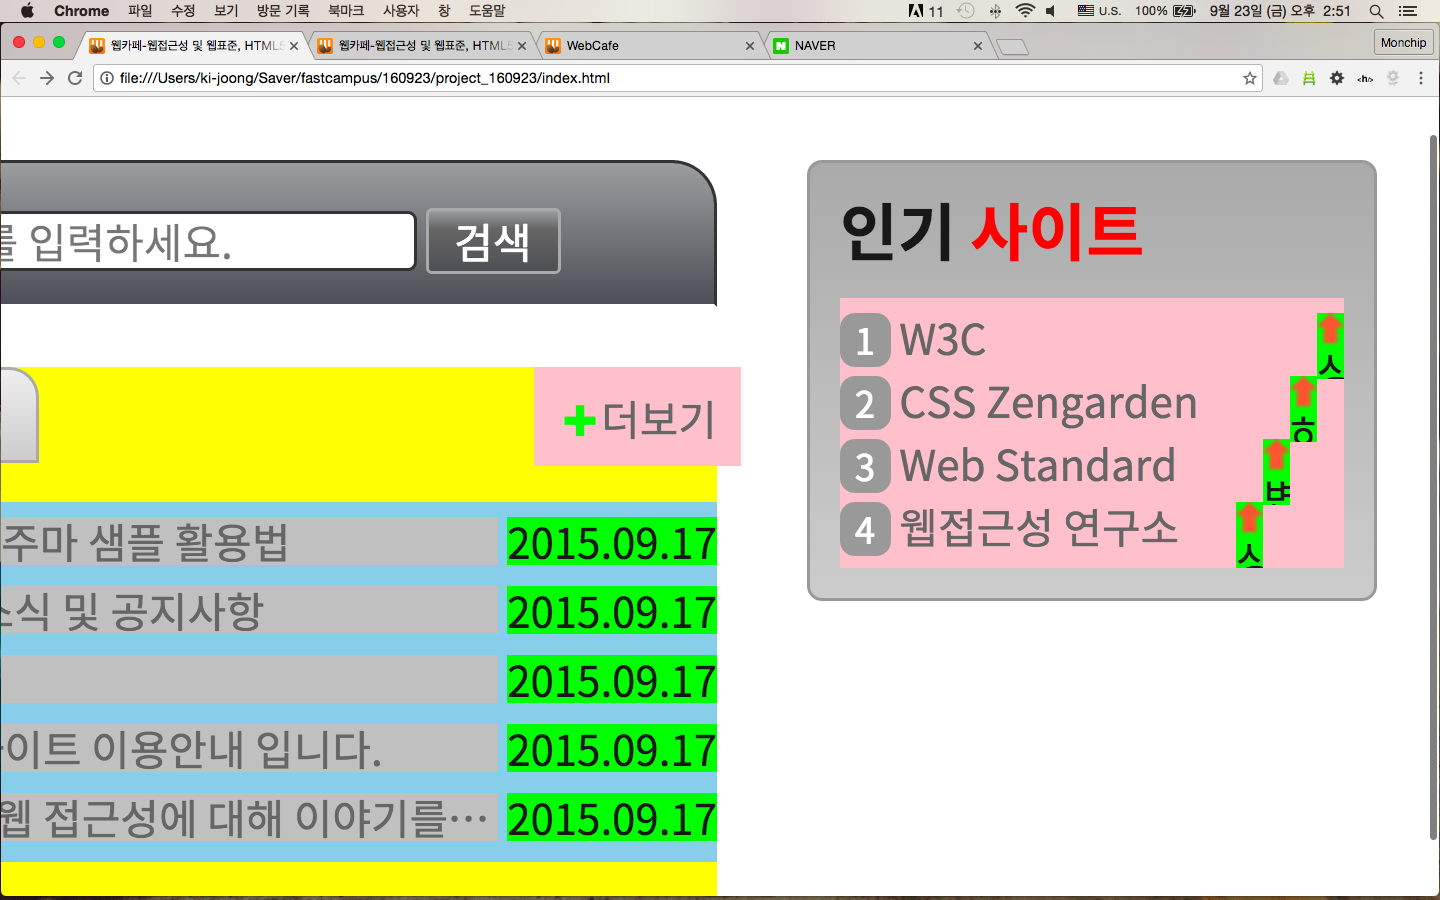 Chrome 파일 수정 보기 방문 기록 북마크 사용자 창 도움말 11 U.S. 100% 9월 23일 (금) 오후 2:51
웹카페-웹접근성 및 웹표준, HTML5 웹카페-웹접근성 및 웹표준, HTML5 WebCafe NAVER Monchip
file:///Users/ki-joong/Saver/fastcampus/160923/project_160923/index.html
를 입력하세요. 검색
더보기
주마 샘플 활용법 2015.09.17
소식 및 공지사항 2015.09.17
2015.09.17
사이트 이용안내 입니다. 2015.09.17
웹 접근성에 대해 이야기를… 2015.09.17
인기 사이트
1 W3C
2 CSS Zengarden
3 Web Standard
4 웹접근성 연구소